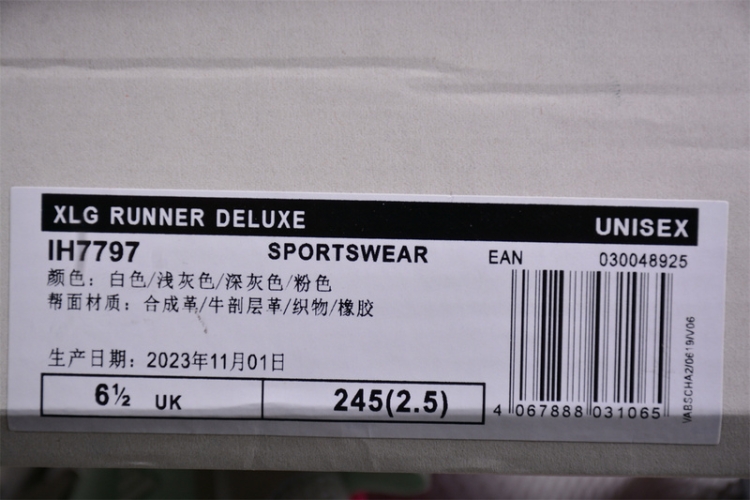 XLG RUNNER DELUXE
UNISEX
IH7797
SPORTSWEAR
EAN
030048925
颜色：白色/浅灰色/深灰色/粉色
帮面材质：合成革/牛剖层革/织物/橡胶
生产日期：2023年11月01日
6½ UK
245(2.5)
4 067888 031065
VABSCHA2/0619/V06